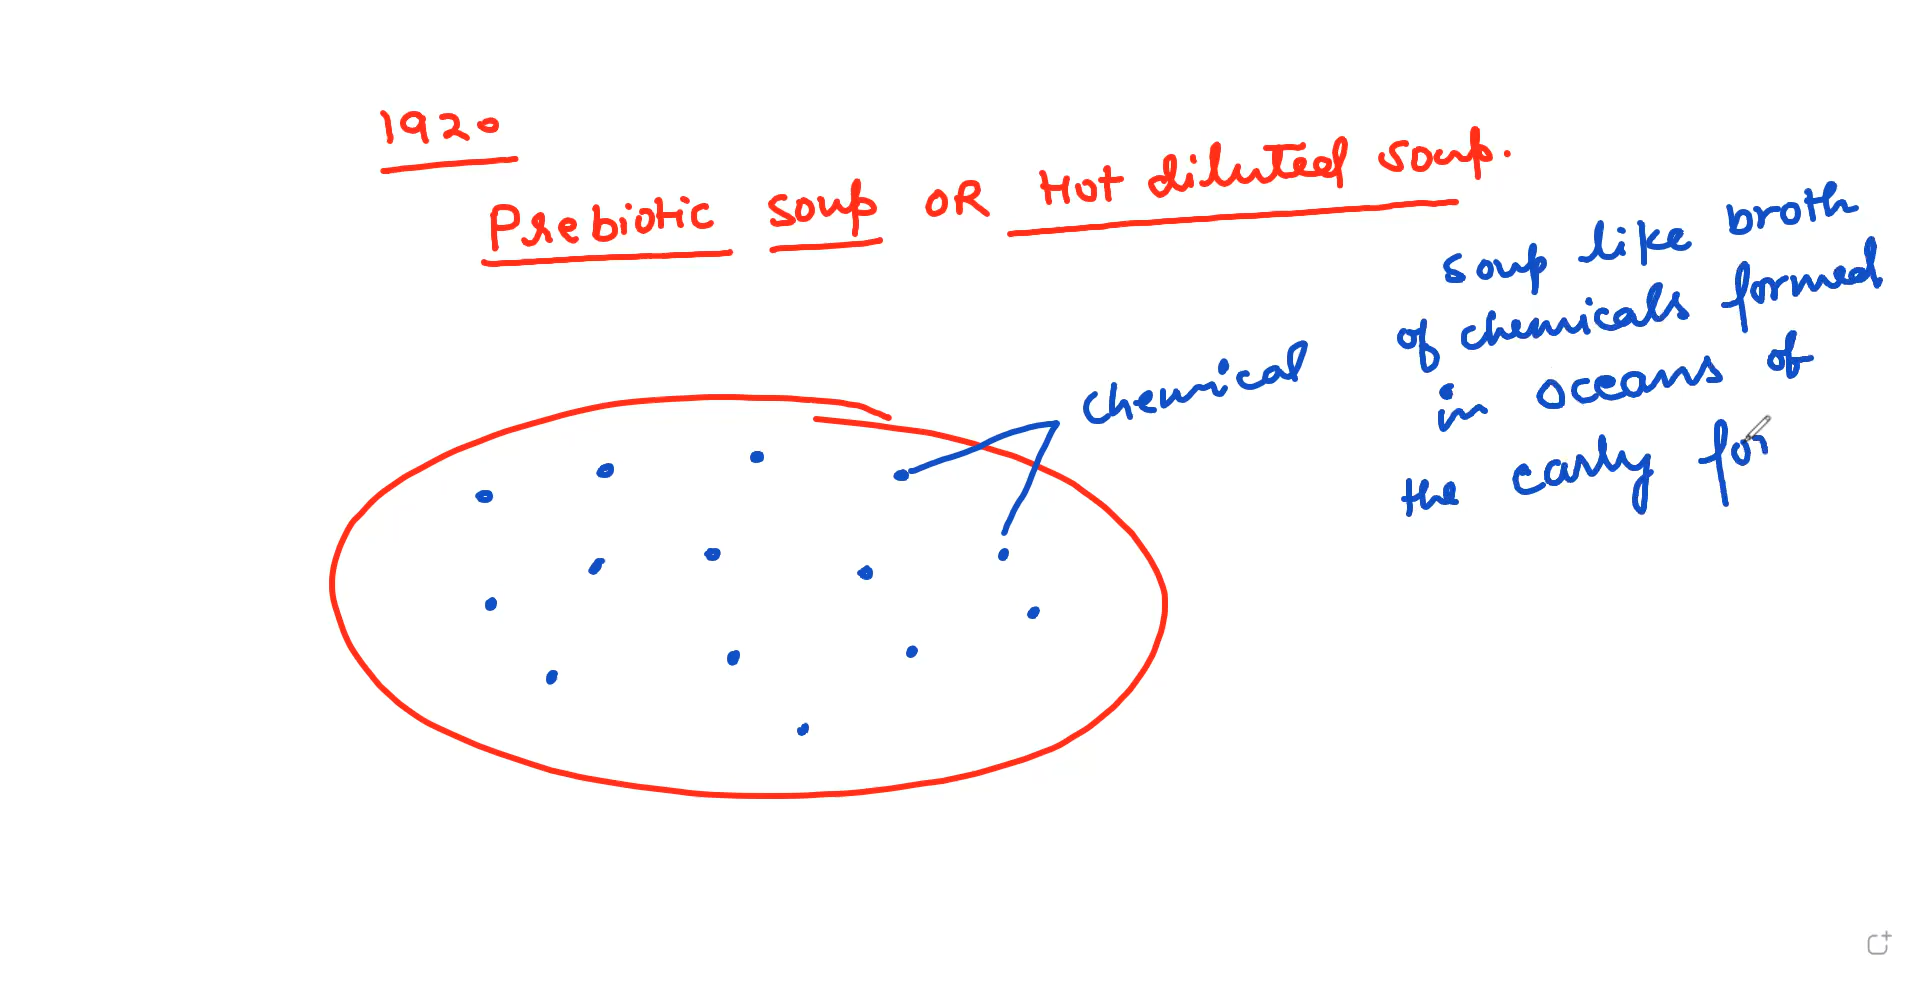 1920
Prebiotic soup OR Hot diluted soup.
soup like broth
of chemicals formed
in oceans of
the early for
chemical